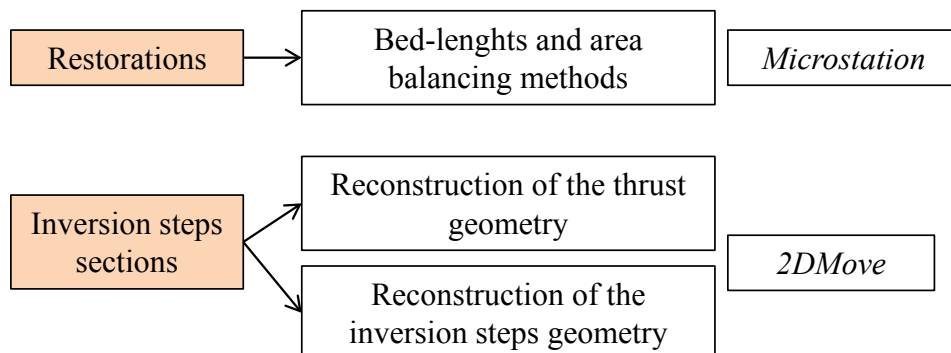 Restorations
Bed-lenghts and area
balancing methods
Microstation
Inversion steps
sections
Reconstruction of the thrust
geometry
Reconstruction of the
inversion steps geometry
2DMove